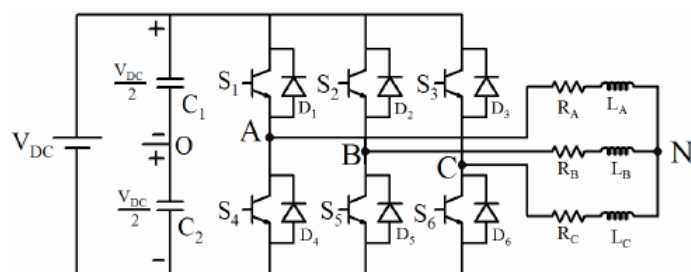 +
V_DC/2
C_1
S_1
D_1
S_2
D_2
S_3
D_3
R_A
L_A
V_DC
−
+
O
A
B
C
R_B
L_B
N
V_DC/2
C_2
−
S_4
D_4
S_5
D_5
S_6
D_6
R_C
L_C